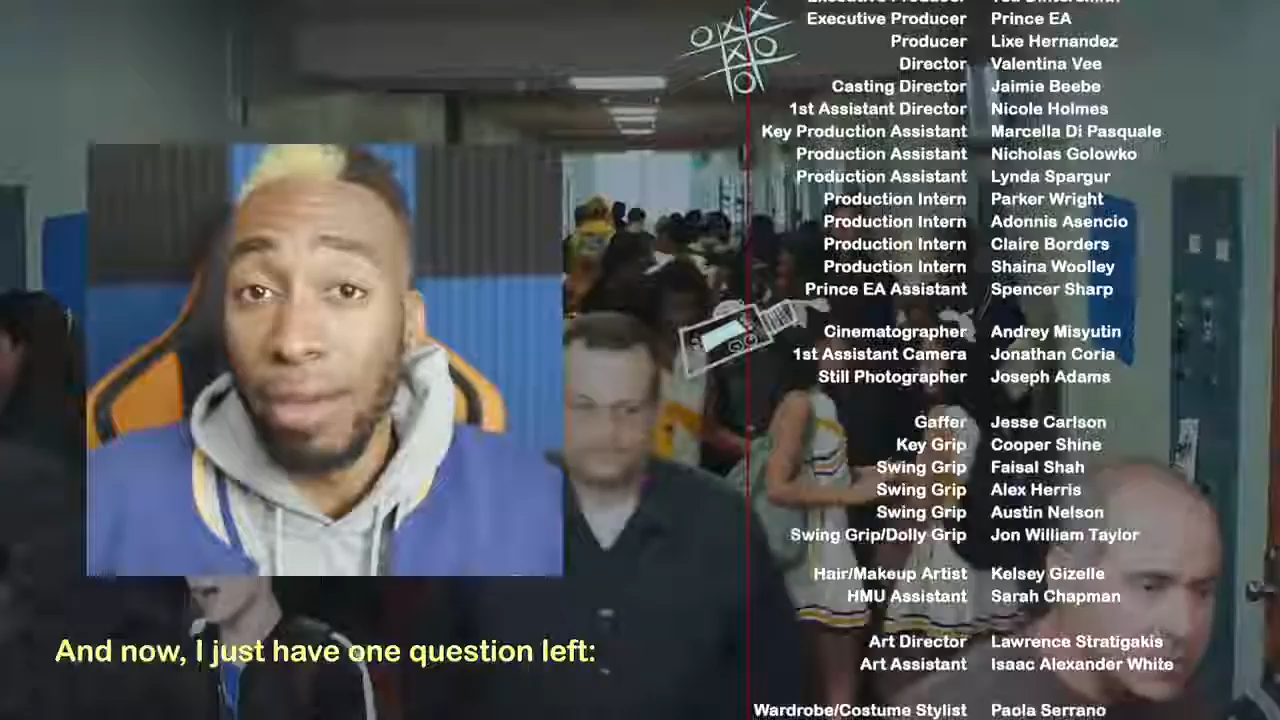 Executive Producer
Executive Producer Prince EA
Producer Lixe Hernandez
Director Valentina Vee
Casting Director Jaimie Beebe
1st Assistant Director Nicole Holmes
Key Production Assistant Marcella Di Pasquale
Production Assistant Nicholas Golowko
Production Assistant Lynda Spargur
Production Intern Parker Wright
Production Intern Adonnis Asencio
Production Intern Claire Borders
Production Intern Shaina Woolley
Prince EA Assistant Spencer Sharp
Cinematographer Andrey Misyutin
1st Assistant Camera Jonathan Coria
Still Photographer Joseph Adams
Gaffer Jesse Carlson
Key Grip Cooper Shine
Swing Grip Faisal Shah
Swing Grip Alex Herris
Swing Grip Austin Nelson
Swing Grip/Dolly Grip Jon William Taylor
Hair/Makeup Artist Kelsey Gizelle
HMU Assistant Sarah Chapman
Art Director Lawrence Stratigakis
Art Assistant Isaac Alexander White
Wardrobe/Costume Stylist Paola Serrano
And now, I just have one question left: